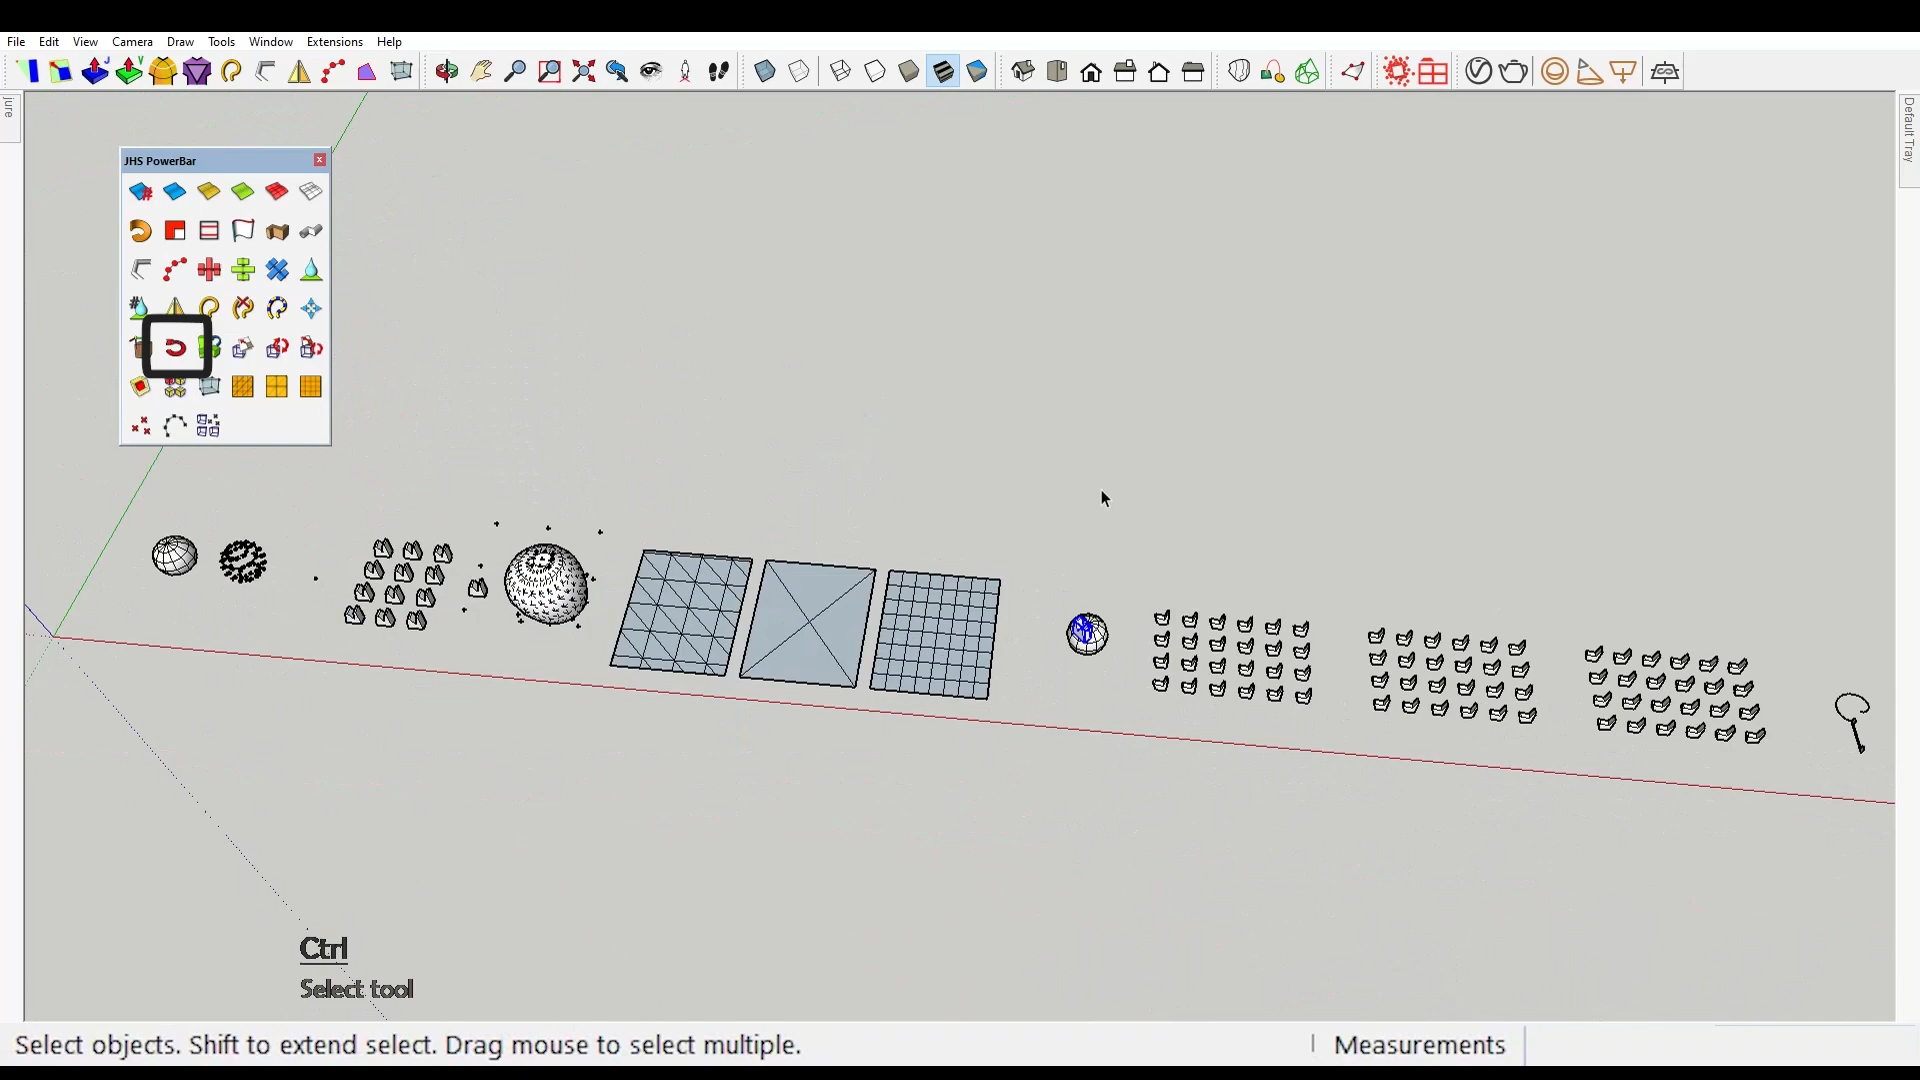 File Edit View Camera Draw Tools Window Extensions Help
jure
Default Tray
JHS PowerBar
Ctrl
Select tool
Select objects. Shift to extend select. Drag mouse to select multiple.
Measurements